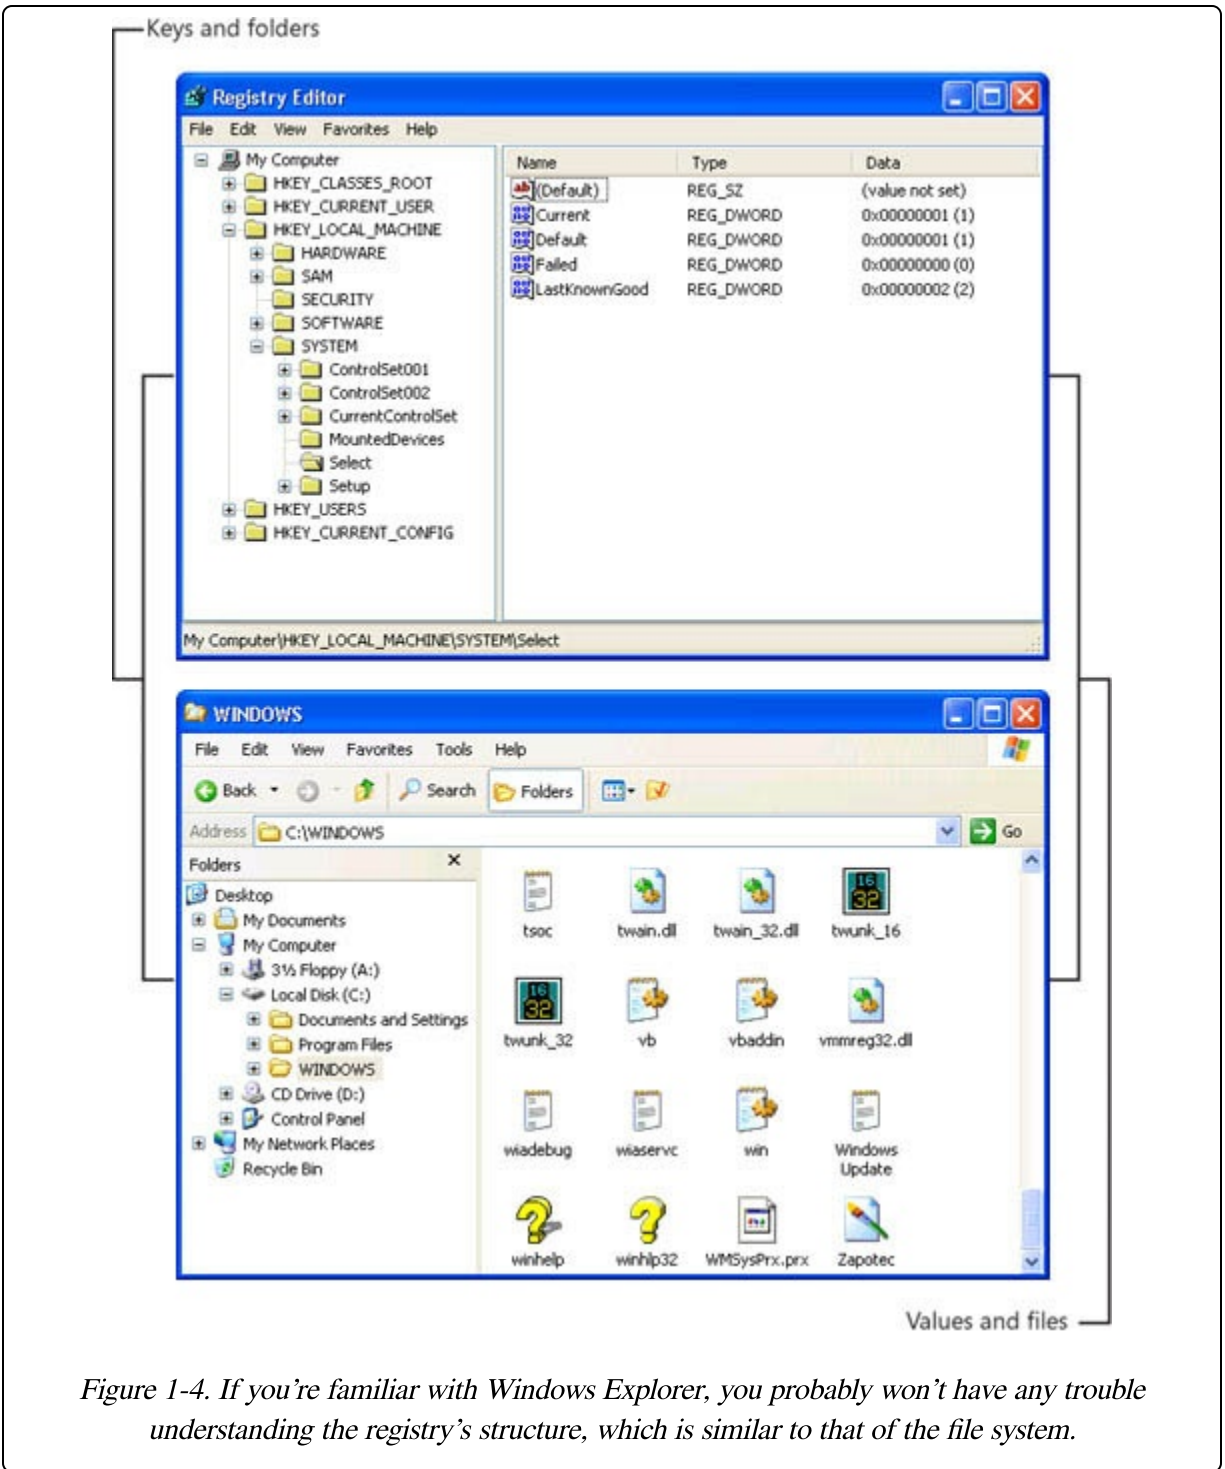 Keys and folders
Registry Editor
File Edit View Favorites Help
My Computer
HKEY_CLASSES_ROOT
HKEY_CURRENT_USER
HKEY_LOCAL_MACHINE
HARDWARE
SAM
SECURITY
SOFTWARE
SYSTEM
ControlSet001
ControlSet002
CurrentControlSet
MountedDevices
Select
Setup
HKEY_USERS
HKEY_CURRENT_CONFIG
Name Type Data
(Default) REG_SZ (value not set)
Current REG_DWORD 0x00000001 (1)
Default REG_DWORD 0x00000001 (1)
Failed REG_DWORD 0x00000000 (0)
LastKnownGood REG_DWORD 0x00000002 (2)
My Computer\HKEY_LOCAL_MACHINE\SYSTEM\Select
WINDOWS
File Edit View Favorites Tools Help
Back Search Folders
Address C:\WINDOWS Go
Folders
Desktop
My Documents
My Computer
3½ Floppy (A:)
Local Disk (C:)
Documents and Settings
Program Files
WINDOWS
CD Drive (D:)
Control Panel
My Network Places
Recycle Bin
tsoc twain.dll twain_32.dll twunk_16
twunk_32 vb vbaddin vmmreg32.dll
wiadebug wiaservc win Windows
Update
winhelp winhlp32 WMSysPrx.prx Zapotec
Values and files
Figure 1-4. If you’re familiar with Windows Explorer, you probably won’t have any trouble
understanding the registry’s structure, which is similar to that of the file system.